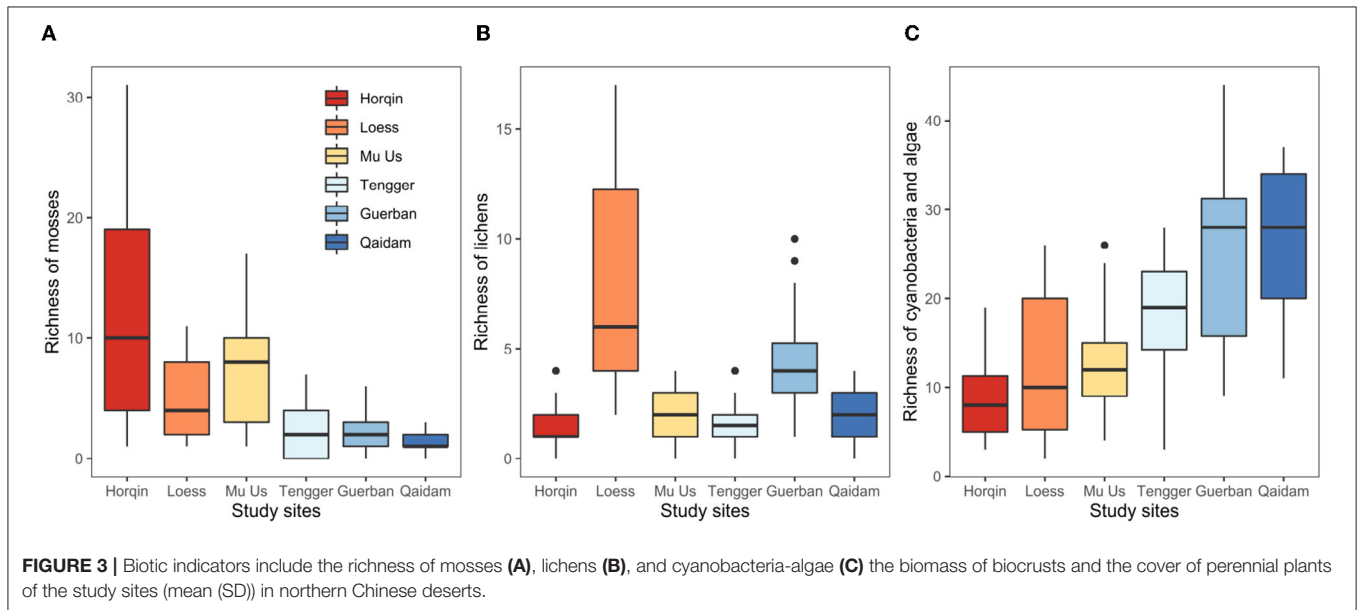 A
B
C
Richness of mosses
30
20
10
0
Horqin
Loess
Mu Us
Tengger
Guerban
Qaidam
Horqin Loess Mu Us Tengger Guerban Qaidam
Study sites
Richness of lichens
15
10
5
0
Horqin Loess Mu Us Tengger Guerban Qaidam
Study sites
Richness of cyanobacteria and algae
40
30
20
10
0
Horqin Loess Mu Us Tengger Guerban Qaidam
Study sites
FIGURE 3 | Biotic indicators include the richness of mosses (A), lichens (B), and cyanobacteria-algae (C) the biomass of biocrusts and the cover of perennial plants
of the study sites (mean (SD)) in northern Chinese deserts.